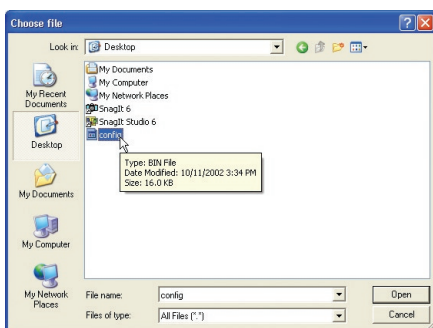 Choose file
Look in: Desktop
My Recent
Documents
Desktop
My Documents
My Computer
My Network
Places
My Documents
My Computer
My Network Places
SnagIt 6
SnagIt Studio 6
config
Type: BIN File
Date Modified: 10/11/2002 3:34 PM
Size: 16.0 KB
File name: config Open
Files of type: All Files (*.*) Cancel